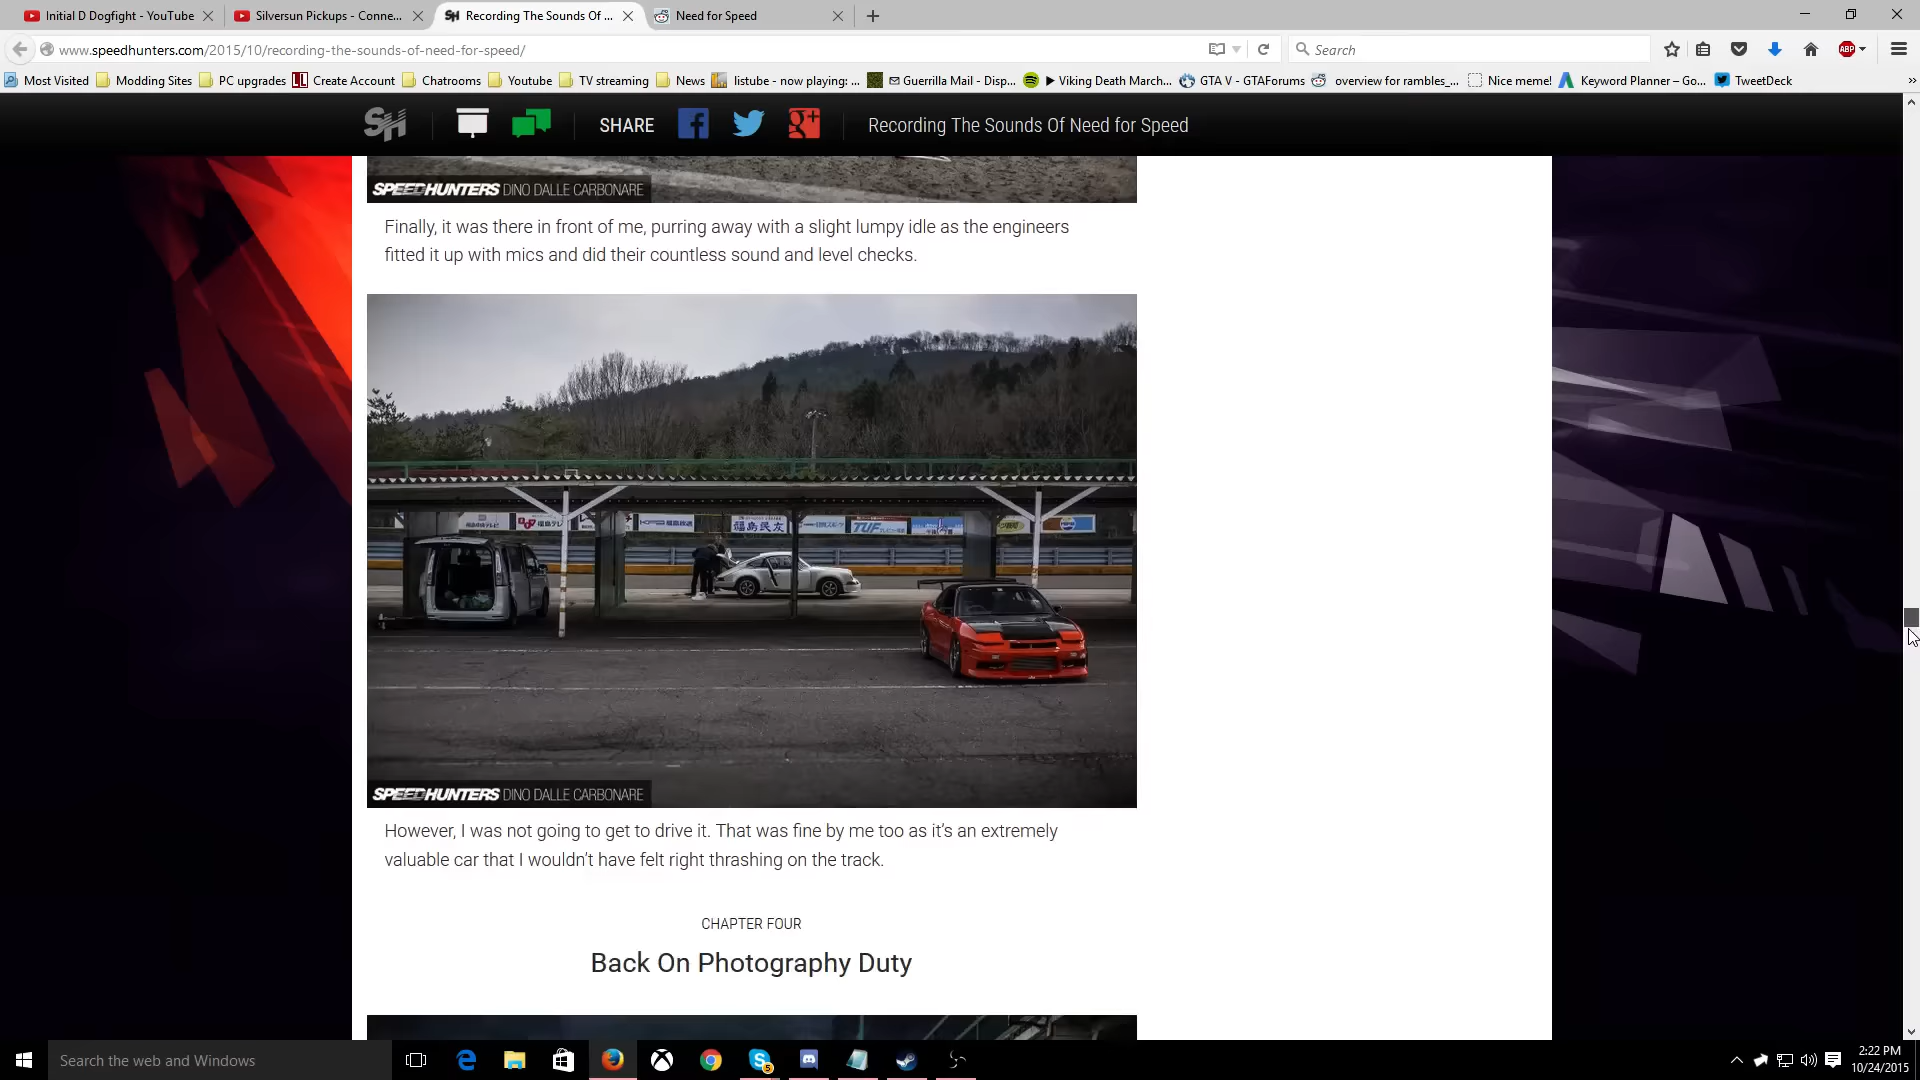 Initial D Dogfight - YouTube
Silversun Pickups - Conne...
Recording The Sounds Of ...
Need for Speed
www.speedhunters.com/2015/10/recording-the-sounds-of-need-for-speed/
Search
ABP
Most Visited
Modding Sites
PC upgrades
Create Account
Chatrooms
Youtube
TV streaming
News
listube - now playing: ...
Guerrilla Mail - Disp...
Viking Death March...
GTA V - GTAForums
overview for rambles_...
Nice meme!
Keyword Planner – Go...
TweetDeck
SH
SHARE
Recording The Sounds Of Need for Speed
SPEEDHUNTERS DINO DALLE CARBONARE
Finally, it was there in front of me, purring away with a slight lumpy idle as the engineers
fitted it up with mics and did their countless sound and level checks.
福島民友
TUF
SPEEDHUNTERS DINO DALLE CARBONARE
However, I was not going to get to drive it. That was fine by me too as it's an extremely
valuable car that I wouldn't have felt right thrashing on the track.
CHAPTER FOUR
Back On Photography Duty
Search the web and Windows
5
2:22 PM
10/24/2015